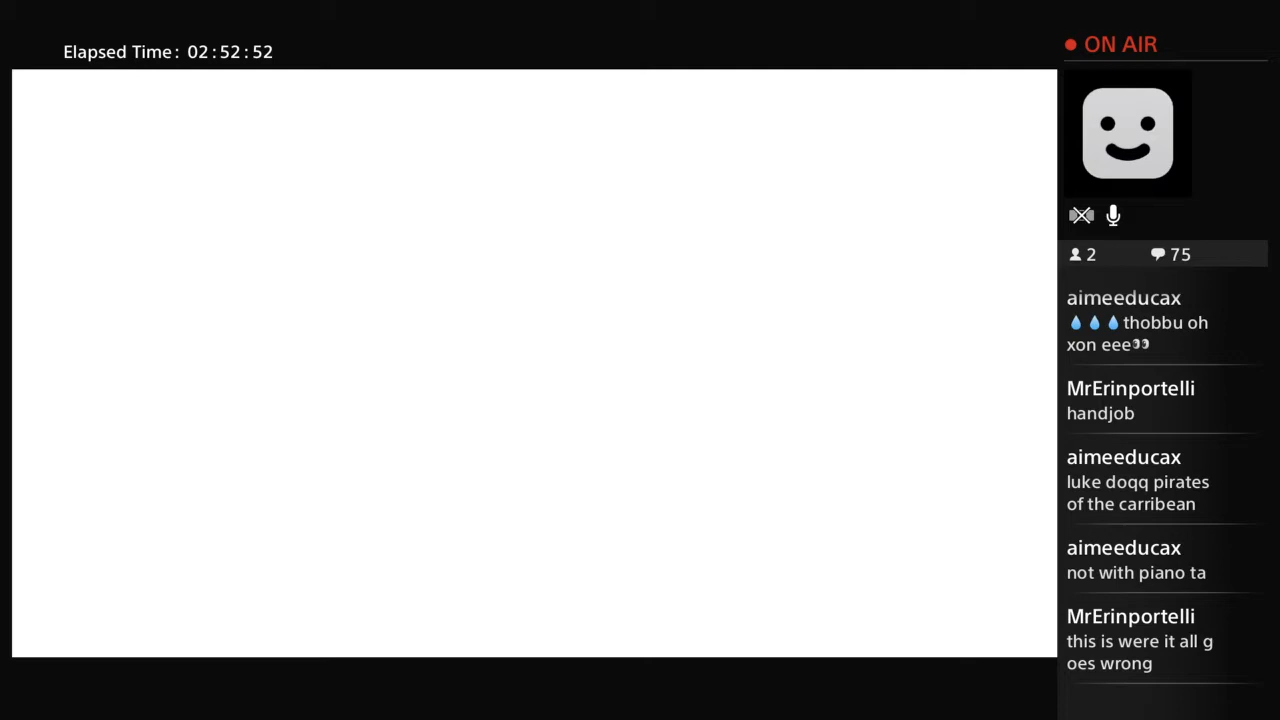 Elapsed Time: 02:52:52
ON AIR
2 75
aimeeducax
💧💧💧thobbu oh
xon eee👀
MrErinportelli
handjob
aimeeducax
luke doqq pirates
of the carribean
aimeeducax
not with piano ta
MrErinportelli
this is were it all g
oes wrong